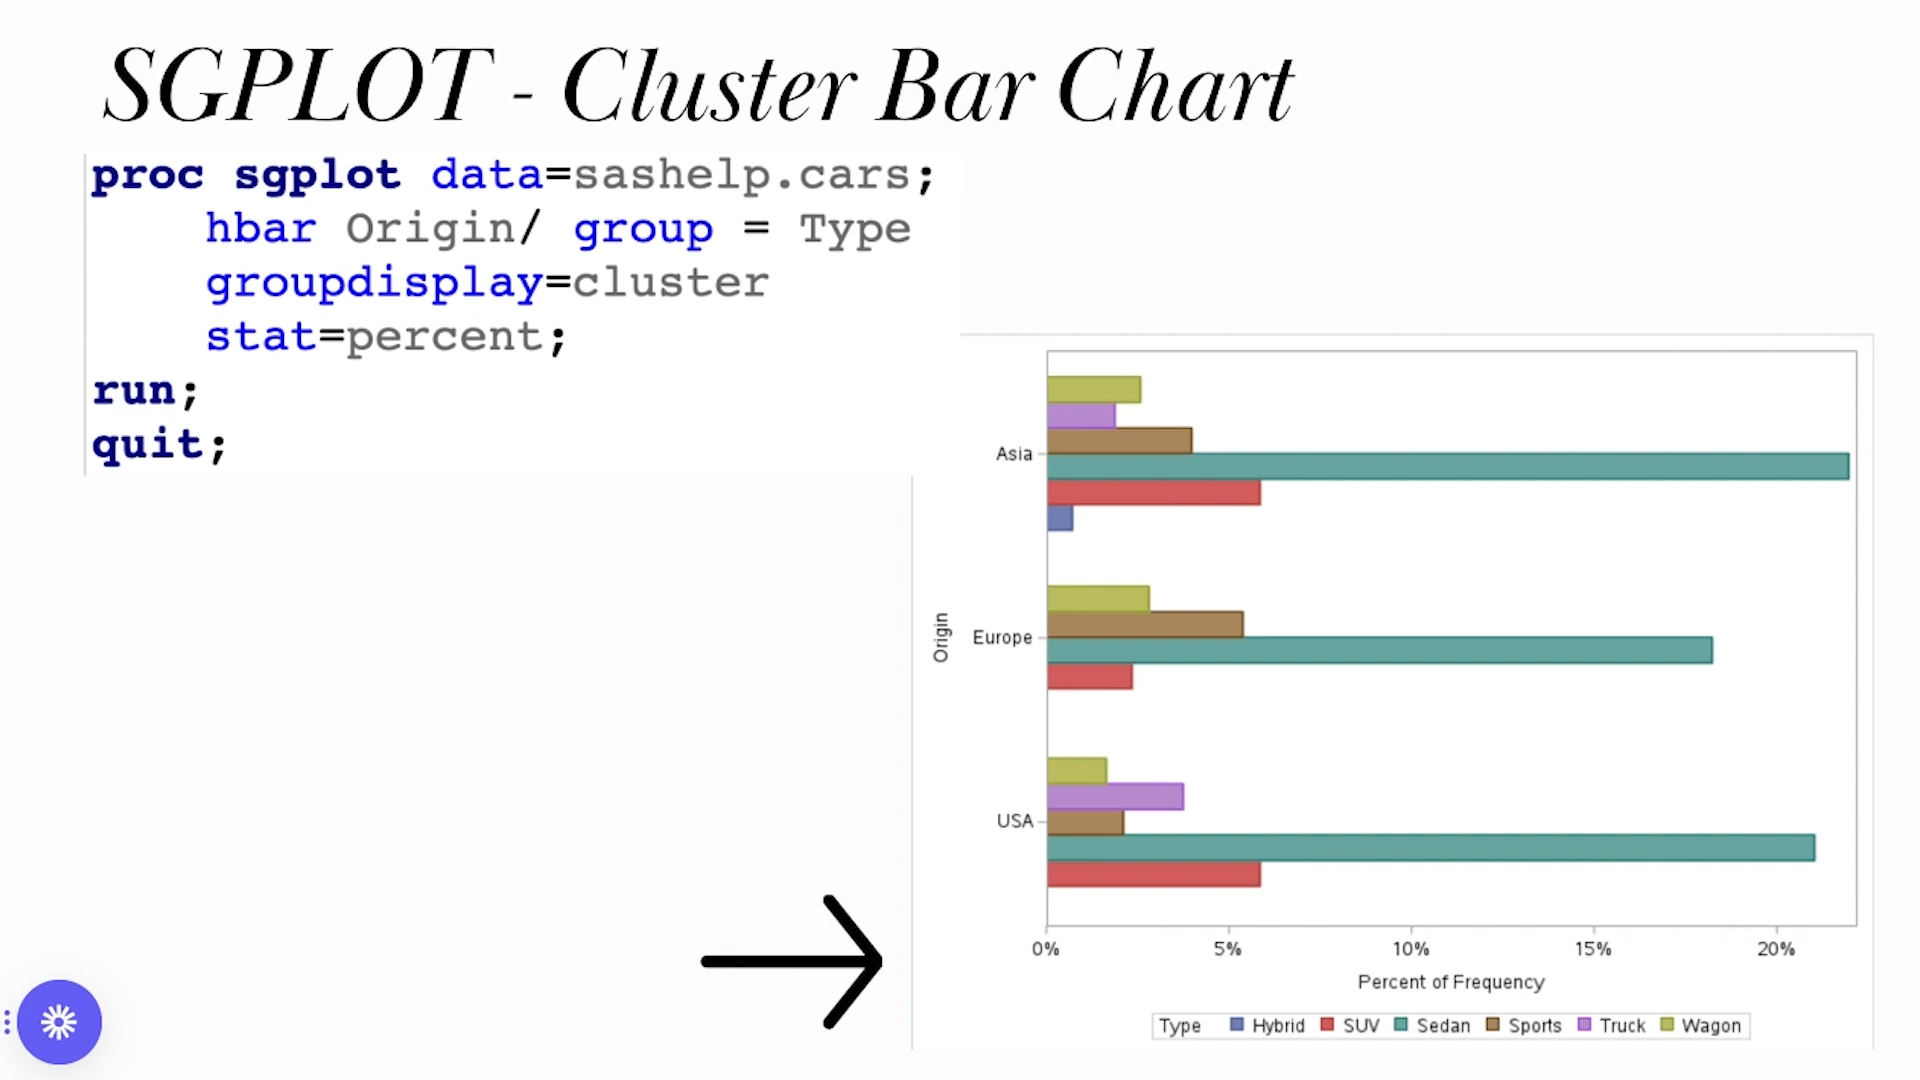 SGPLOT - Cluster Bar Chart
proc sgplot data=sashelp.cars;
hbar Origin/ group = Type
groupdisplay=cluster
stat=percent;
run;
quit;
Asia
Europe
USA
Origin
0% 5% 10% 15% 20%
Percent of Frequency
Type Hybrid SUV Sedan Sports Truck Wagon